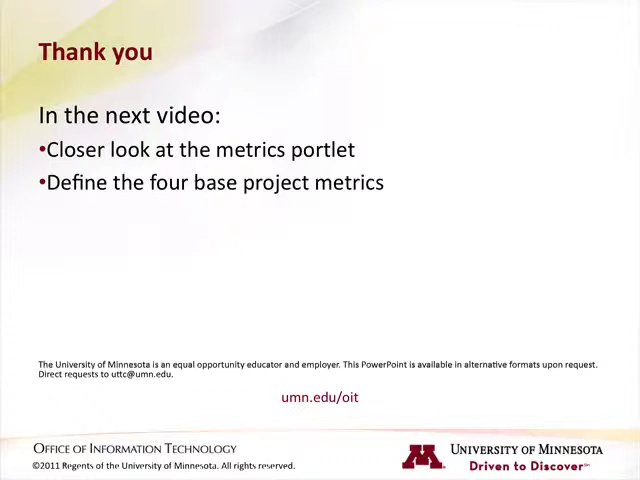 Thank you
In the next video:
•Closer look at the metrics portlet
•Define the four base project metrics
The University of Minnesota is an equal opportunity educator and employer. This PowerPoint is available in alternative formats upon request.
Direct requests to uttc@umn.edu.
umn.edu/oit
OFFICE OF INFORMATION TECHNOLOGY
©2011 Regents of the University of Minnesota. All rights reserved.
M
UNIVERSITY OF MINNESOTA
Driven to Discover℠